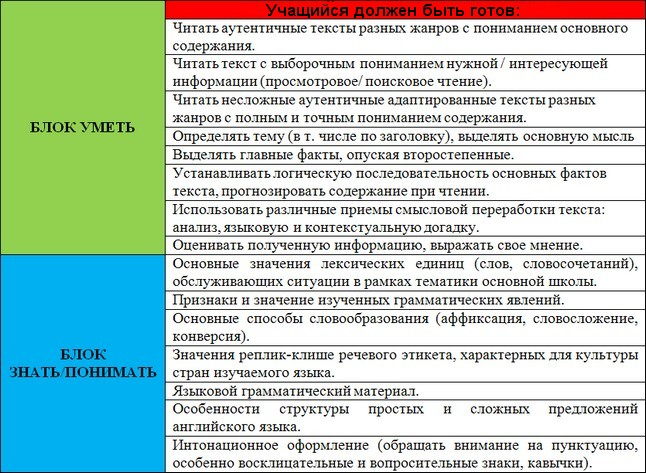 Учащийся должен быть готов:
БЛОК УМЕТЬ
Читать аутентичные тексты разных жанров с пониманием основного
содержания.
Читать текст с выборочным пониманием нужной / интересующей
информации (просмотровое/ поисковое чтение).
Читать несложные аутентичные адаптированные тексты разных
жанров с полным и точным пониманием содержания.
Определять тему (в т. числе по заголовку), выделять основную мысль
Выделять главные факты, опуская второстепенные.
Устанавливать логическую последовательность основных фактов
текста, прогнозировать содержание при чтении.
Использовать различные приемы смысловой переработки текста:
анализ, языковую и контекстуальную догадку.
Оценивать полученную информацию, выражать свое мнение.
БЛОК
ЗНАТЬ/ПОНИМАТЬ
Основные значения лексических единиц (слов, словосочетаний),
обслуживающих ситуации в рамках тематики основной школы.
Признаки и значение изученных грамматических явлений.
Основные способы словообразования (аффиксация, словосложение,
конверсия).
Значения реплик-клише речевого этикета, характерных для культуры
стран изучаемого языка.
Языковой грамматический материал.
Особенности структуры простых и сложных предложений
английского языка.
Интонационное оформление (обращать внимание на пунктуацию,
особенно восклицательные и вопросительные знаки, кавычки).